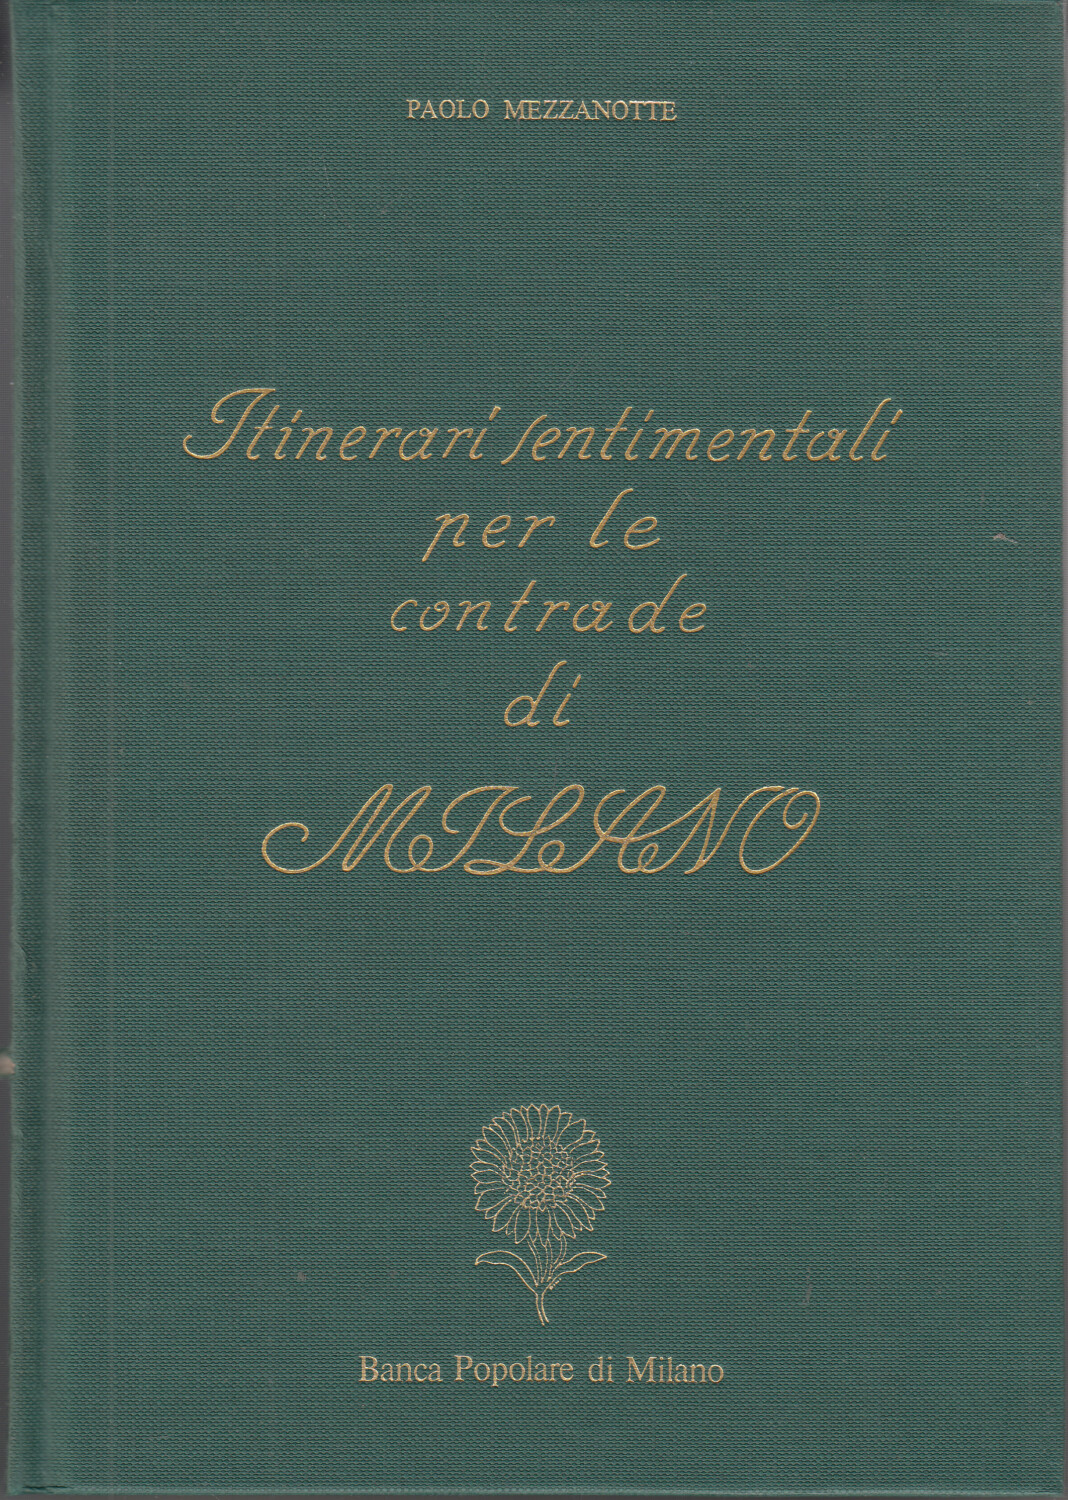 PAOLO MEZZANOTTE
Itinerari sentimentali
per le
contrade
di
MILANO
Banca Popolare di Milano